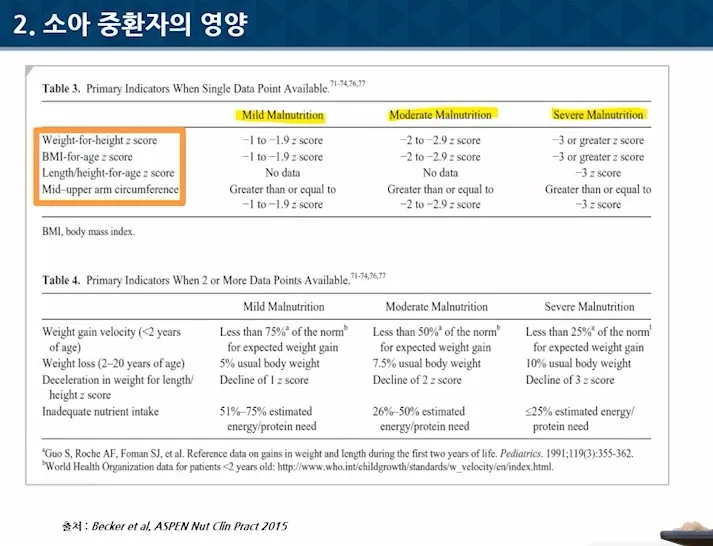 2. 소아 중환자의 영양
Table 3. Primary Indicators When Single Data Point Available.71-74,76,77
Mild Malnutrition Moderate Malnutrition Severe Malnutrition
Weight-for-height z score −1 to −1.9 z score −2 to −2.9 z score −3 or greater z score
BMI-for-age z score −1 to −1.9 z score −2 to −2.9 z score −3 or greater z score
Length/height-for-age z score No data No data −3 z score
Mid–upper arm circumference Greater than or equal to Greater than or equal to Greater than or equal to
−1 to −1.9 z score −2 to −2.9 z score −3 z score
BMI, body mass index.
Table 4. Primary Indicators When 2 or More Data Points Available.71-74,76,77
Mild Malnutrition Moderate Malnutrition Severe Malnutrition
Weight gain velocity (<2 years Less than 75%a of the normb Less than 50%a of the normb Less than 25%a of the norm
of age) for expected weight gain for expected weight gain for expected weight gain
Weight loss (2–20 years of age) 5% usual body weight 7.5% usual body weight 10% usual body weight
Deceleration in weight for length/ Decline of 1 z score Decline of 2 z score Decline of 3 z score
height z score
Inadequate nutrient intake 51%–75% estimated 26%–50% estimated ≤25% estimated energy/
energy/protein need energy/protein need protein need
aGuo S, Roche AF, Foman SJ, et al. Reference data on gains in weight and length during the first two years of life. Pediatrics. 1991;119(3):355-362.
bWorld Health Organization data for patients <2 years old: http://www.who.int/childgrowth/standards/w_velocity/en/index.html.
출처 : Becker et al, ASPEN Nut Clin Pract 2015